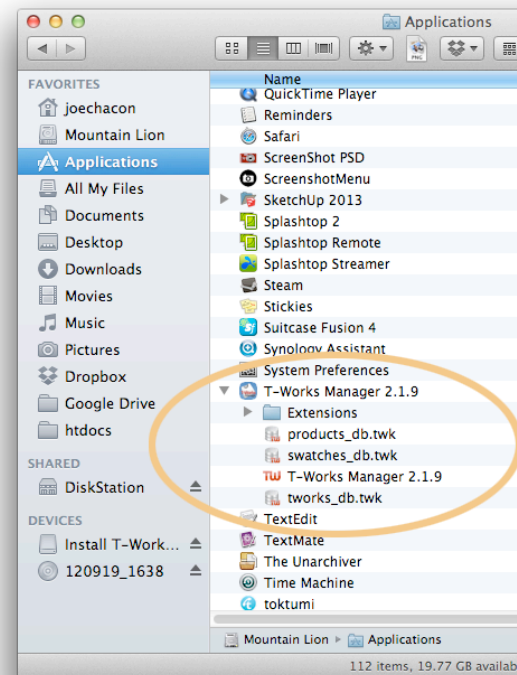 Applications
PNG
FAVORITES
joechacon
Mountain Lion
Applications
All My Files
Documents
Desktop
Downloads
Movies
Music
Pictures
Dropbox
Google Drive
htdocs
SHARED
DiskStation
DEVICES
Install T-Work...
120919_1638
Name
QuickTime Player
Reminders
Safari
ScreenShot PSD
ScreenshotMenu
SketchUp 2013
Splashtop 2
Splashtop Remote
Splashtop Streamer
Steam
Stickies
Suitcase Fusion 4
Synology Assistant
System Preferences
T-Works Manager 2.1.9
Extensions
products_db.twk
swatches_db.twk
TW T-Works Manager 2.1.9
tworks_db.twk
TextEdit
TextMate
The Unarchiver
Time Machine
toktumi
Mountain Lion Applications
112 items, 19.77 GB availab